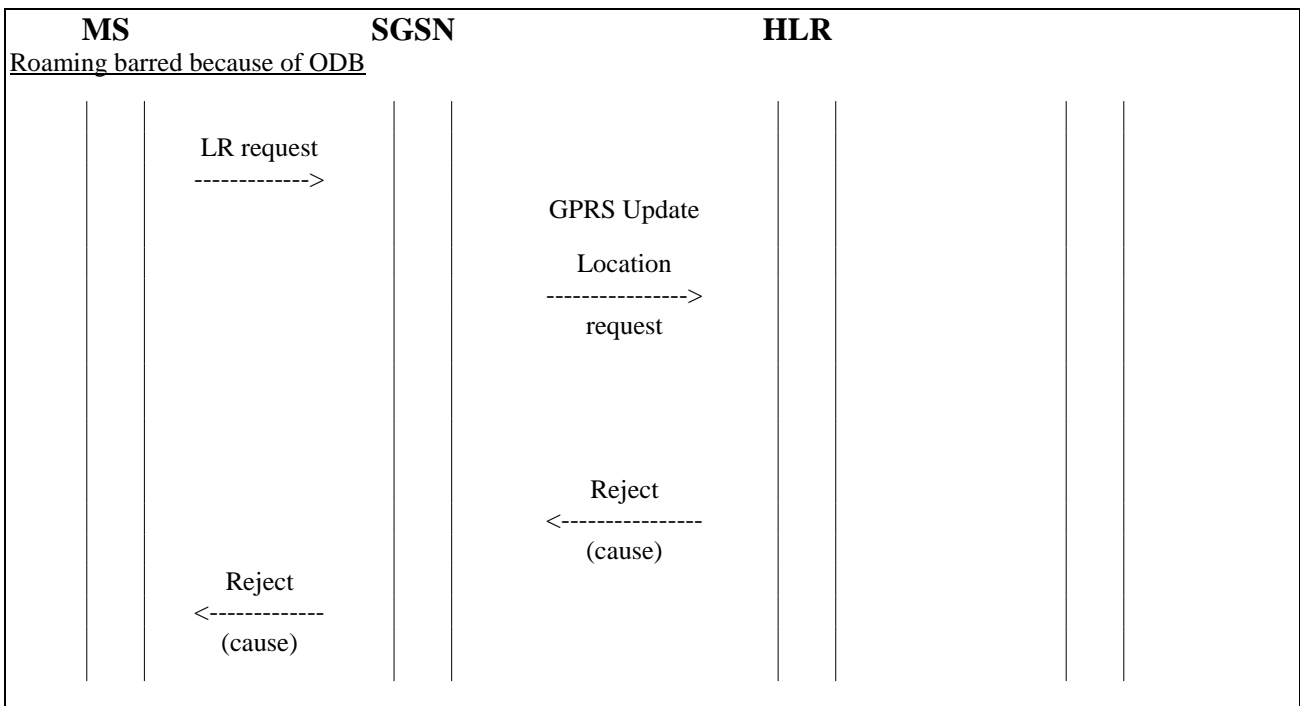 MS SGSN HLR
Roaming barred because of ODB
LR request
------------->
GPRS Update
Location
---------------->
request
Reject
<----------------
(cause)
Reject
<-------------
(cause)